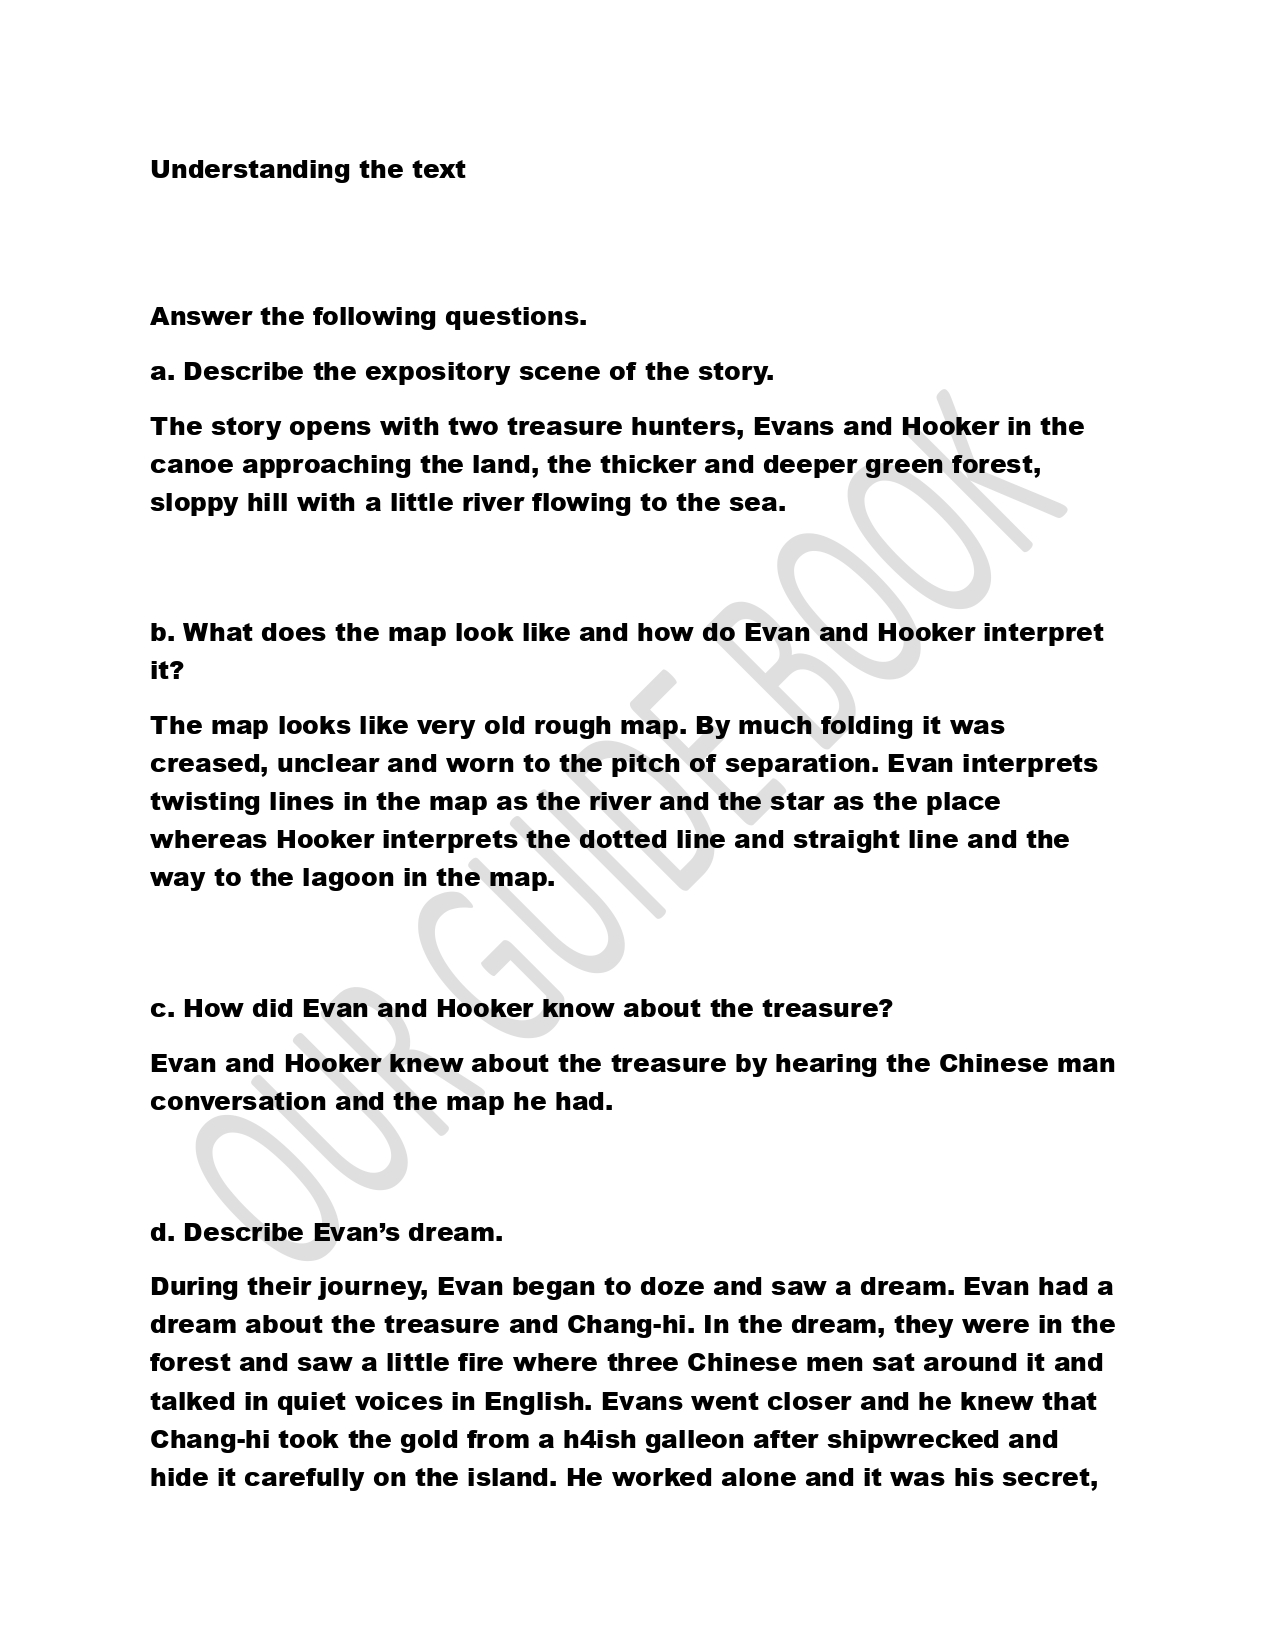 Understanding the text
Answer the following questions.
a. Describe the expository scene of the story.
The story opens with two treasure hunters, Evans and Hooker in the
canoe approaching the land, the thicker and deeper green forest,
sloppy hill with a little river flowing to the sea.
b. What does the map look like and how do Evan and Hooker interpret
it?
The map looks like very old rough map. By much folding it was
creased, unclear and worn to the pitch of separation. Evan interprets
twisting lines in the map as the river and the star as the place
whereas Hooker interprets the dotted line and straight line and the
way to the lagoon in the map.
c. How did Evan and Hooker know about the treasure?
Evan and Hooker knew about the treasure by hearing the Chinese man
conversation and the map he had.
d. Describe Evan’s dream.
During their journey, Evan began to doze and saw a dream. Evan had a
dream about the treasure and Chang-hi. In the dream, they were in the
forest and saw a little fire where three Chinese men sat around it and
talked in quiet voices in English. Evans went closer and he knew that
Chang-hi took the gold from a h4ish galleon after shipwrecked and
hide it carefully on the island. He worked alone and it was his secret,
OUR GUIDE BOOK